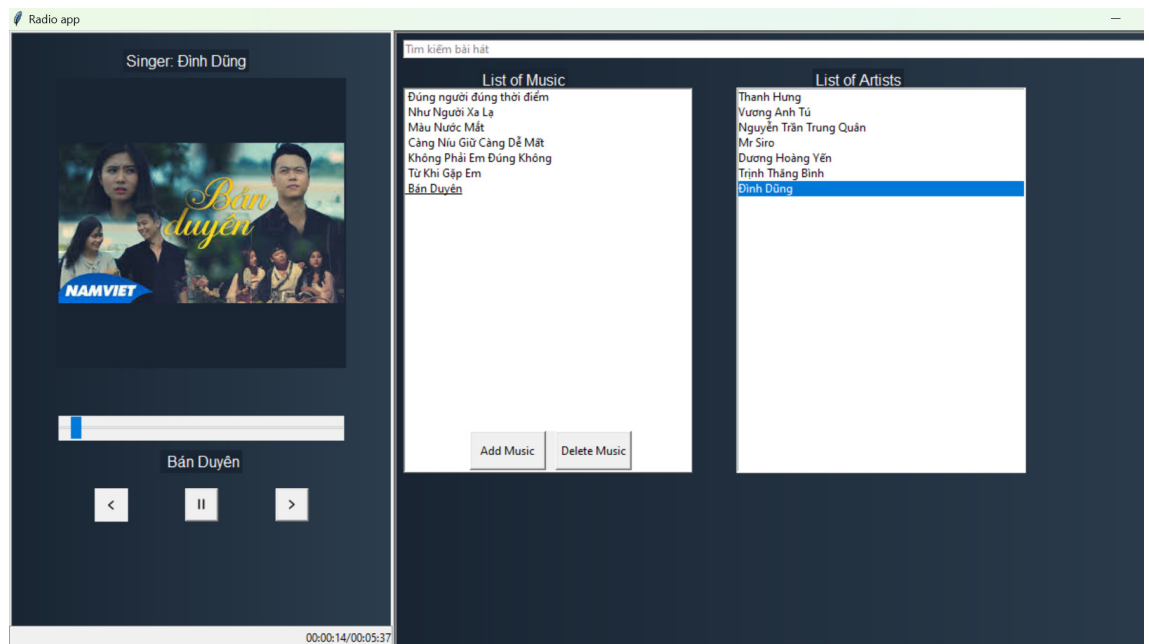 Radio app
Singer: Đình Dũng
Bán
duyên
NAMVIET
Bán Duyên
<
II
>
00:00:14/00:05:37
Tìm kiếm bài hát
List of Music
Đúng người đúng thời điểm
Như Người Xa Lạ
Màu Nước Mắt
Càng Níu Giữ Càng Dễ Mất
Không Phải Em Đúng Không
Từ Khi Gặp Em
Bán Duyên
Add Music
Delete Music
List of Artists
Thanh Hưng
Vương Anh Tú
Nguyễn Trần Trung Quân
Mr Siro
Dương Hoàng Yến
Trịnh Thăng Bình
Đình Dũng